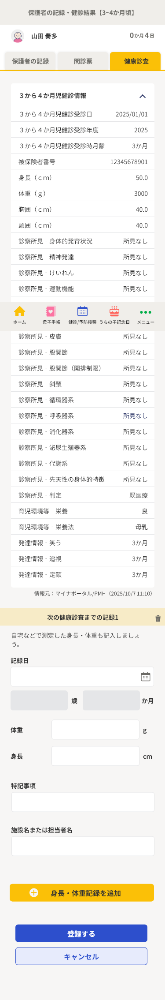 保護者の記録・健診結果【3~4か月頃】
山田 奏多
0か月4日
保護者の記録
問診票
健康診査
３から４か月児健診情報
３から４か月児健診受診日 2025/01/01
３から４か月児健診受診年度 2025
３から４か月児健診受診時月齢 3か月
被保険者番号 12345678901
身長（ｃｍ） 50.0
体重（ｇ） 3000
胸囲（ｃｍ） 40.0
頭囲（ｃｍ） 40.0
診察所見‐身体的発育状況 所見なし
診察所見‐精神発達 所見なし
診察所見‐けいれん 所見なし
診察所見‐運動機能 所見なし
ホーム
母子手帳
健診/予防接種
うちの子記念日
メニュー
診察所見‐皮膚 所見なし
診察所見‐股関節 所見なし
診察所見‐股関節（開排制限） 所見なし
診察所見‐斜頚 所見なし
診察所見‐循環器系 所見なし
診察所見‐呼吸器系 所見なし
診察所見‐消化器系 所見なし
診察所見‐泌尿生殖器系 所見なし
診察所見‐代謝系 所見なし
診察所見‐先天性の身体的特徴 所見なし
診察所見‐判定 既医療
育児環境等‐栄養 良
育児環境等‐栄養法 母乳
発達情報‐笑う 3か月
発達情報‐追視 3か月
発達情報‐定頸 3か月
情報元：マイナポータル/PMH（2025/10/7 11:10）
次の健康診査までの記録1
自宅などで測定した身長・体重も記入しましょ
う。
記録日
歳
か月
体重
g
身長
cm
特記事項
施設名または担当者名
身長・体重記録を追加
登録する
キャンセル